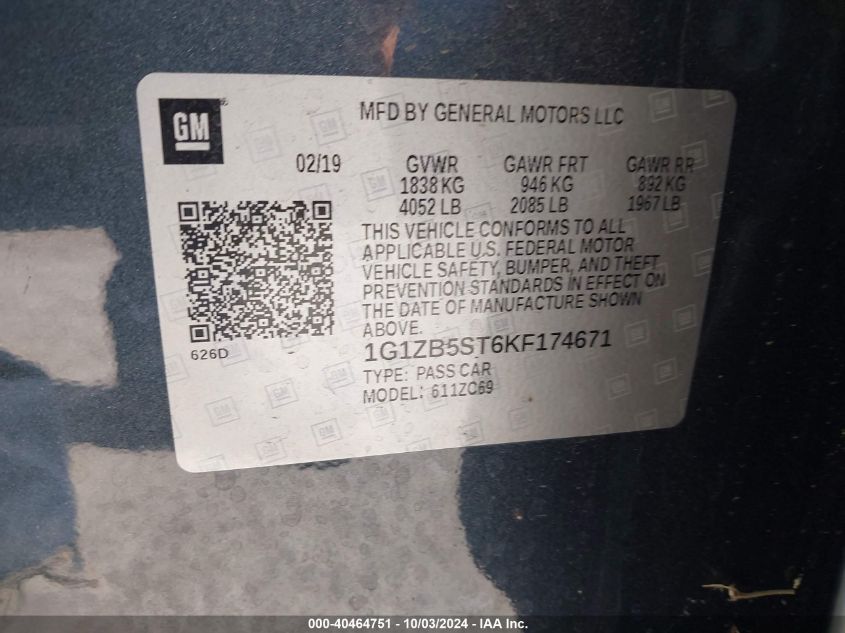 GM
MFD BY GENERAL MOTORS LLC
02/19 GVWR GAWR FRT GAWR RR
1838 KG 946 KG 892 KG
4052 LB 2085 LB 1967 LB
THIS VEHICLE CONFORMS TO ALL
APPLICABLE U.S. FEDERAL MOTOR
VEHICLE SAFETY, BUMPER, AND THEFT
PREVENTION STANDARDS IN EFFECT ON
THE DATE OF MANUFACTURE SHOWN
ABOVE.
626D
1G1ZB5ST6KF174671
TYPE: PASS CAR
MODEL: 611ZC69
000-40464751 - 10/03/2024 - IAA Inc.